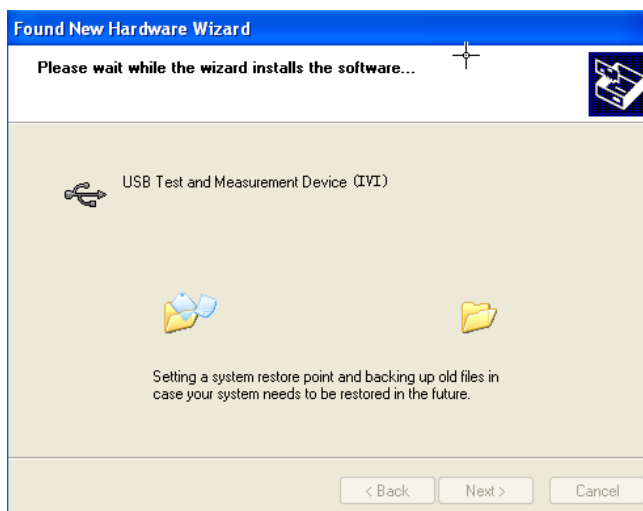 Found New Hardware Wizard
Please wait while the wizard installs the software...
USB Test and Measurement Device (IVI)
Setting a system restore point and backing up old files in
case your system needs to be restored in the future.
< Back
Next >
Cancel